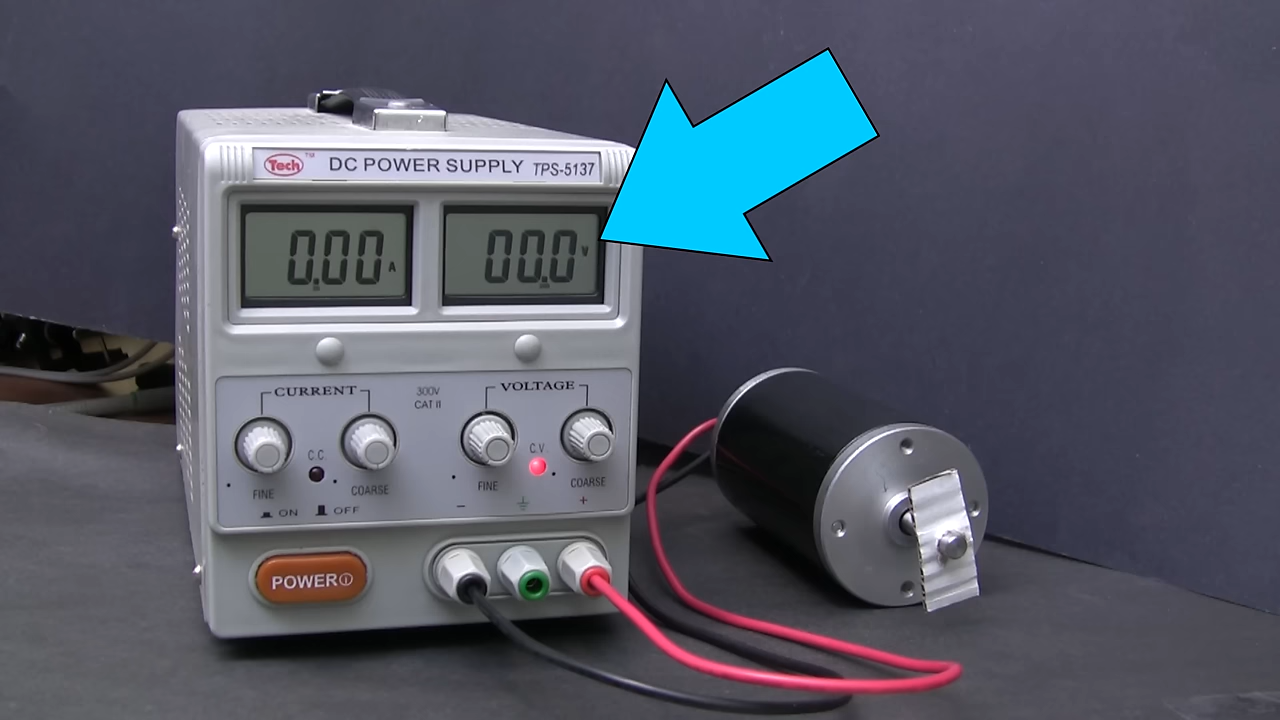 Tech™ DC POWER SUPPLY TPS-5137
0.00 A
00.0 V
CURRENT
300V
CAT II
VOLTAGE
C.C
C.V
FINE
COARSE
FINE
COARSE
ON
OFF
− ⏚ +
POWER